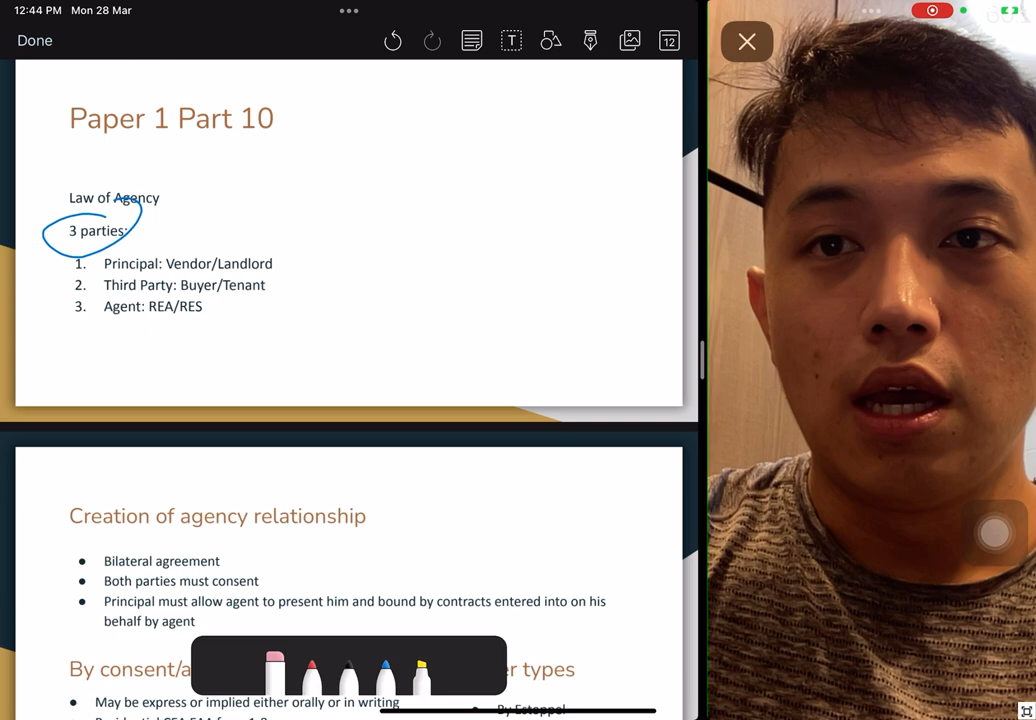 12:44 PM Mon 28 Mar
Done
12
Paper 1 Part 10
Law of Agency
3 parties:
1. Principal: Vendor/Landlord
2. Third Party: Buyer/Tenant
3. Agent: REA/RES
Creation of agency relationship
● Bilateral agreement
● Both parties must consent
● Principal must allow agent to present him and bound by contracts entered into on his
behalf by agent
By consent/a
types
● May be express or implied either orally or in writing
● By Estoppel